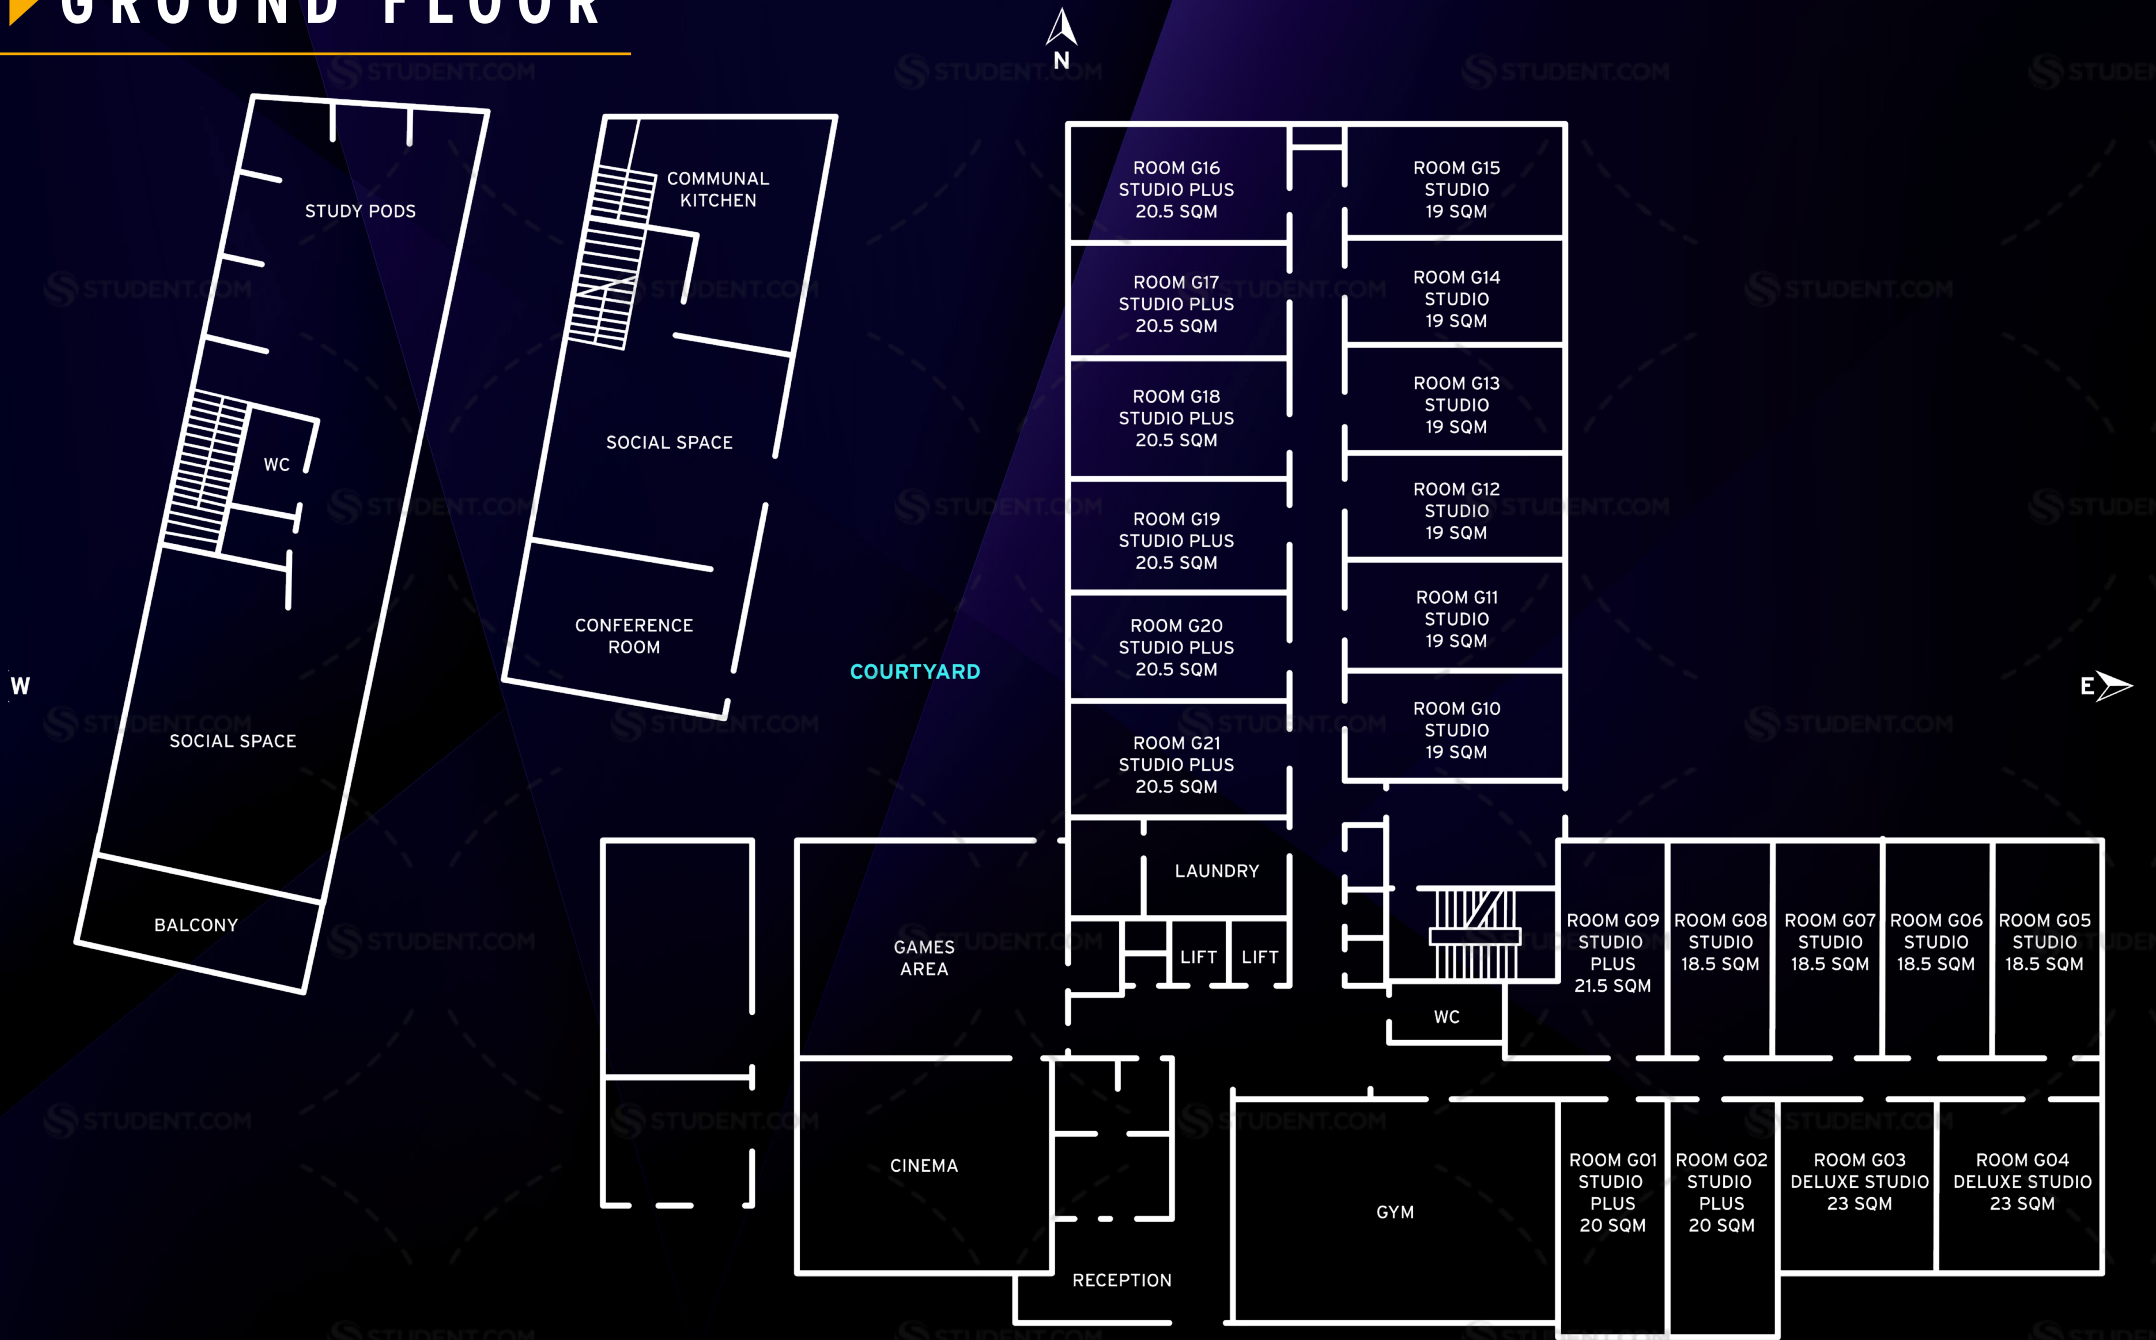 GROUND FLOOR
N
W
E
STUDY PODS
WC
SOCIAL SPACE
BALCONY
COMMUNAL
KITCHEN
SOCIAL SPACE
CONFERENCE
ROOM
COURTYARD
ROOM G16
STUDIO PLUS
20.5 SQM
ROOM G17
STUDIO PLUS
20.5 SQM
ROOM G18
STUDIO PLUS
20.5 SQM
ROOM G19
STUDIO PLUS
20.5 SQM
ROOM G20
STUDIO PLUS
20.5 SQM
ROOM G21
STUDIO PLUS
20.5 SQM
ROOM G15
STUDIO
19 SQM
ROOM G14
STUDIO
19 SQM
ROOM G13
STUDIO
19 SQM
ROOM G12
STUDIO
19 SQM
ROOM G11
STUDIO
19 SQM
ROOM G10
STUDIO
19 SQM
LAUNDRY
LIFT
LIFT
GAMES
AREA
CINEMA
RECEPTION
WC
GYM
ROOM G09
STUDIO
PLUS
21.5 SQM
ROOM G08
STUDIO
18.5 SQM
ROOM G07
STUDIO
18.5 SQM
ROOM G06
STUDIO
18.5 SQM
ROOM G05
STUDIO
18.5 SQM
ROOM G01
STUDIO
PLUS
20 SQM
ROOM G02
STUDIO
PLUS
20 SQM
ROOM G03
DELUXE STUDIO
23 SQM
ROOM G04
DELUXE STUDIO
23 SQM
STUDENT.COM